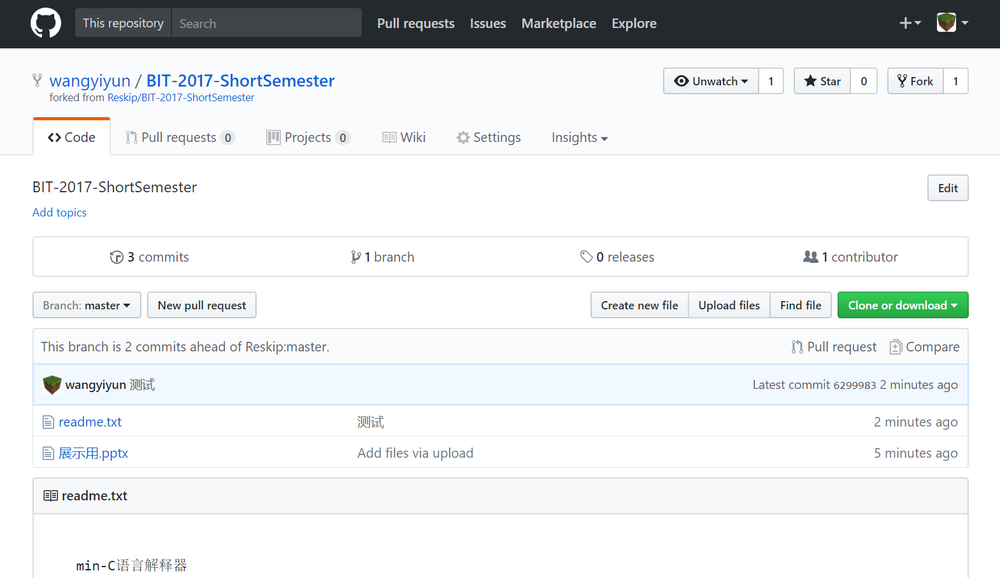 This repository Search Pull requests Issues Marketplace Explore
wangyiyun / BIT-2017-ShortSemester Unwatch 1 Star 0 Fork 1
forked from Reskip/BIT-2017-ShortSemester
Code Pull requests 0 Projects 0 Wiki Settings Insights
BIT-2017-ShortSemester Edit
Add topics
3 commits 1 branch 0 releases 1 contributor
Branch: master New pull request Create new file Upload files Find file Clone or download
This branch is 2 commits ahead of Reskip:master. Pull request Compare
wangyiyun 测试 Latest commit 6299983 2 minutes ago
readme.txt 测试 2 minutes ago
展示用.pptx Add files via upload 5 minutes ago
readme.txt
min-C语言解释器